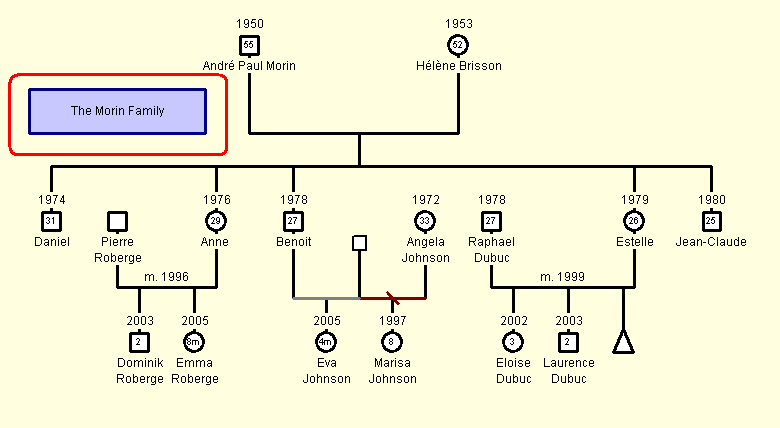 1950
1953
55
52
André Paul Morin
Hélène Brisson
The Morin Family
1974
1976
1978
1972
1978
1979
1980
31
29
27
33
27
26
25
Daniel
Pierre
Roberge
Anne
Benoit
Angela
Johnson
Raphael
Dubuc
Estelle
Jean-Claude
m. 1996
m. 1999
2003
2005
2005
1997
2002
2003
2
8m
4m
8
3
2
Dominik
Roberge
Emma
Roberge
Eva
Johnson
Marisa
Johnson
Eloise
Dubuc
Laurence
Dubuc